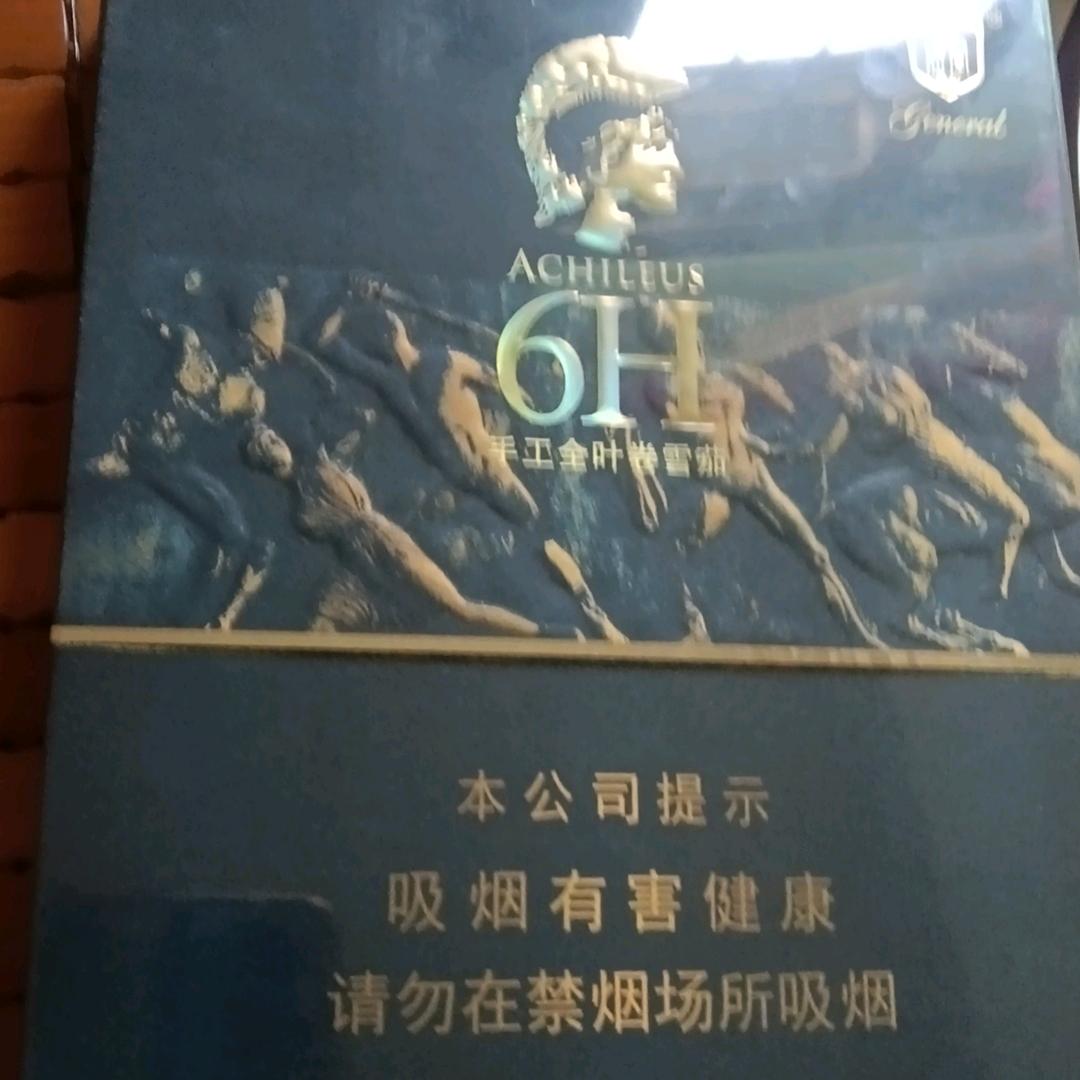 General
ACHILLEUS
6H
手工全叶卷雪茄
本公司提示
吸烟有害健康
请勿在禁烟场所吸烟